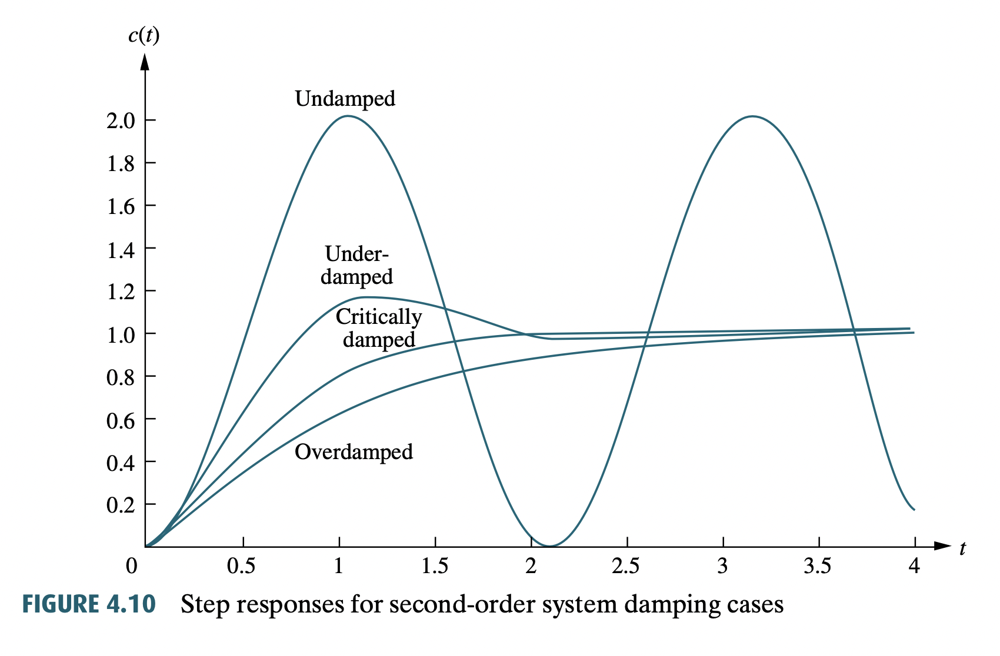 c(t)
Undamped
2.0
1.8
1.6
1.4
Under-
damped
1.2
Critically
damped
1.0
0.8
0.6
Overdamped
0.4
0.2
0 0.5 1 1.5 2 2.5 3 3.5 4 t
FIGURE 4.10 Step responses for second-order system damping cases